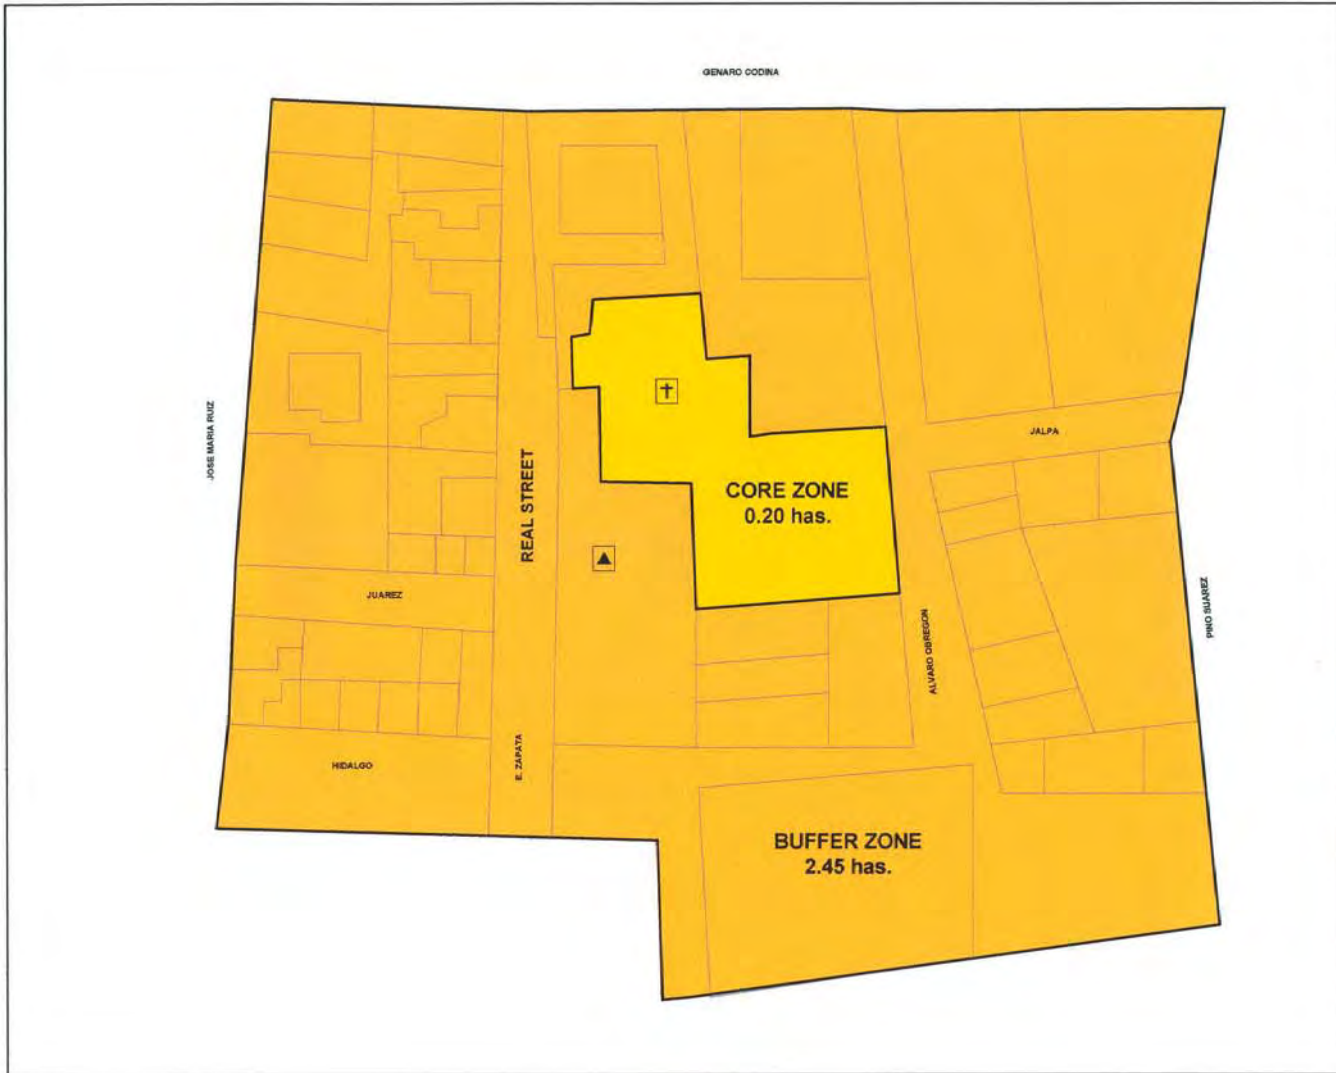 GENARO CODINA
JOSE MARIA RUIZ
JALPA
REAL STREET
CORE ZONE
0.20 has.
JUAREZ
PINO SUAREZ
ALVARO OBREGON
HIDALGO
E. ZAPATA
BUFFER ZONE
2.45 has.